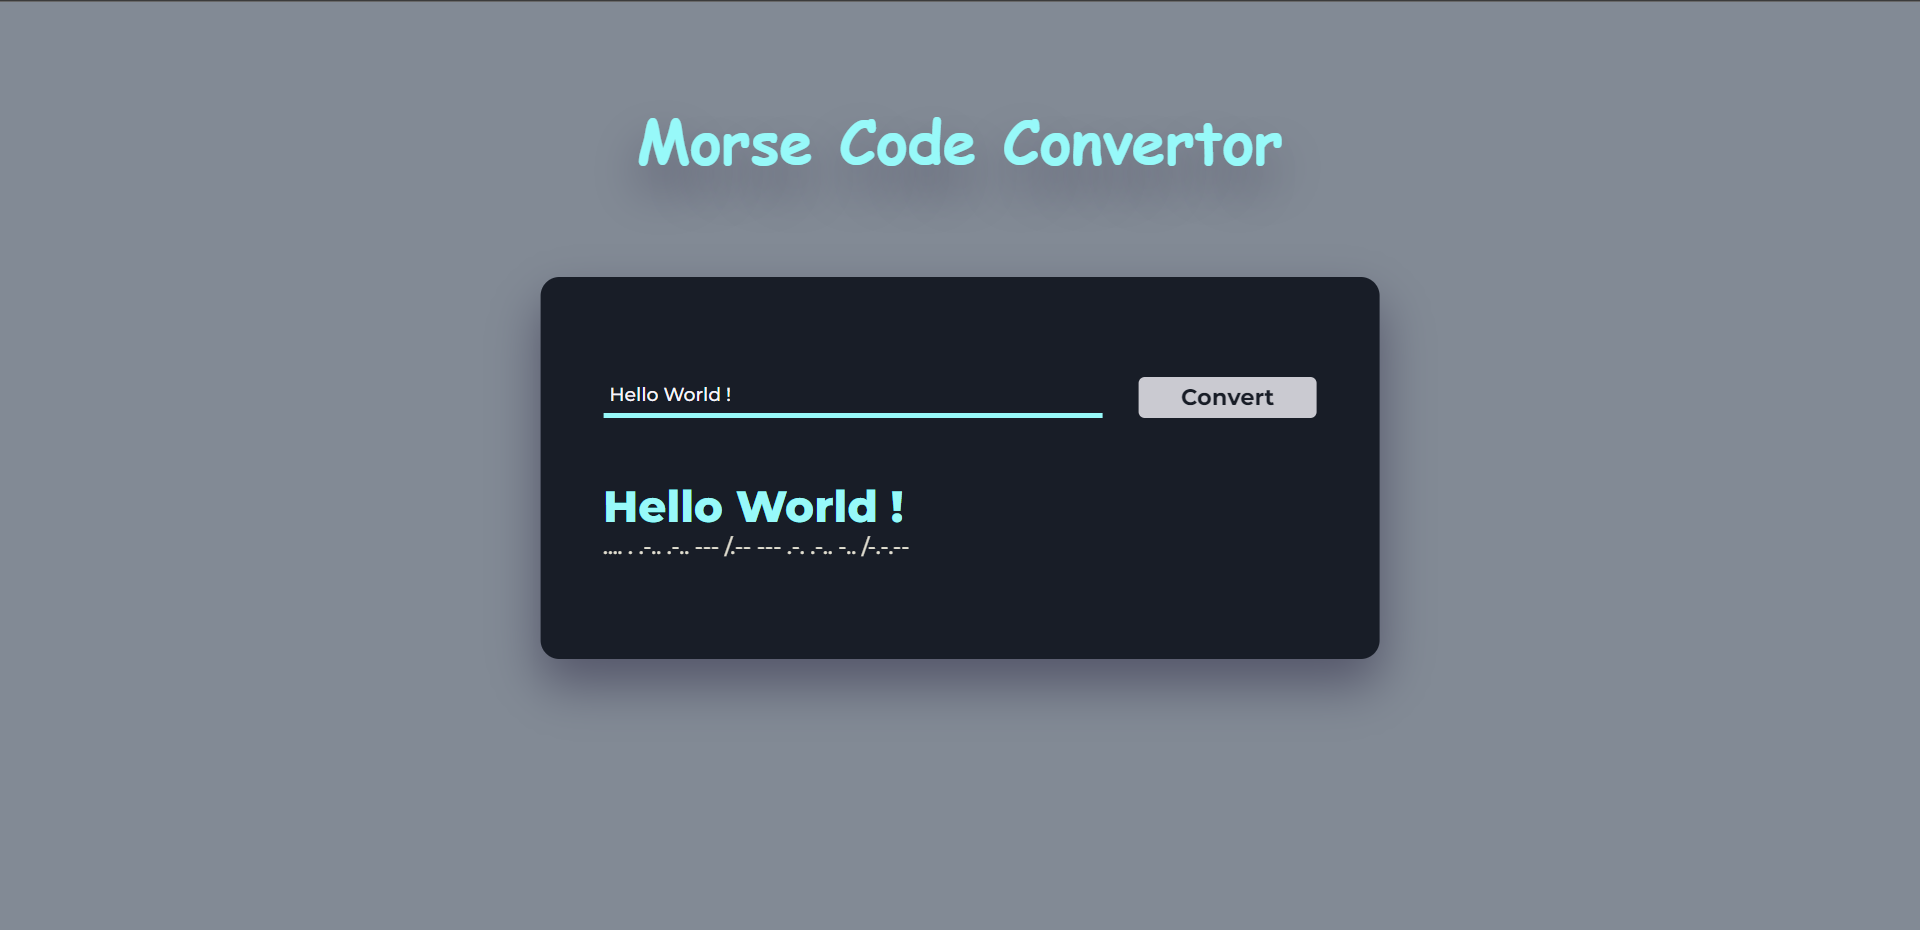 Morse Code Convertor
Hello World !
Convert
Hello World !
.... . .-.. .-.. --- /.-- --- .-. .-.. -.. /-.-.--